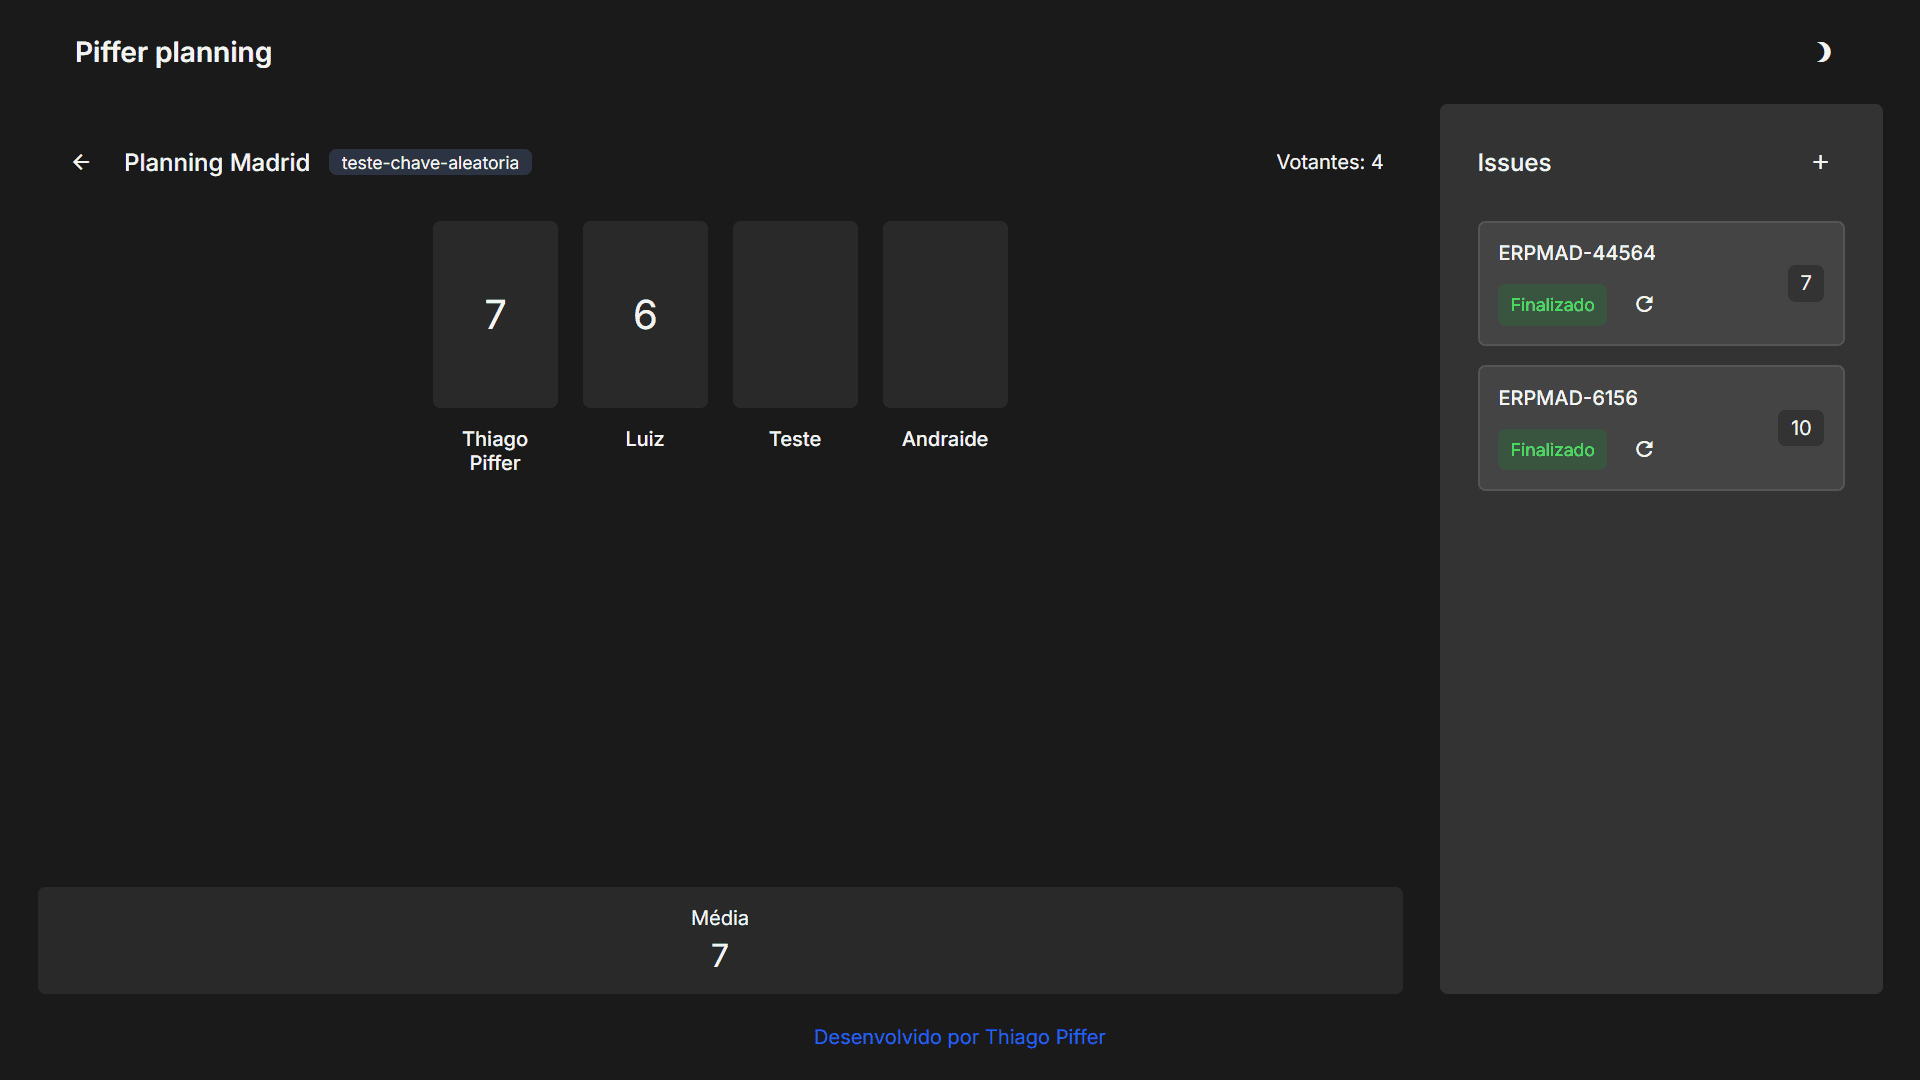 Piffer planning
Planning Madrid
teste-chave-aleatoria
Votantes: 4
7
6
Thiago
Piffer
Luiz
Teste
Andraide
Média
7
Issues
+
ERPMAD-44564
Finalizado
7
ERPMAD-6156
Finalizado
10
Desenvolvido por Thiago Piffer